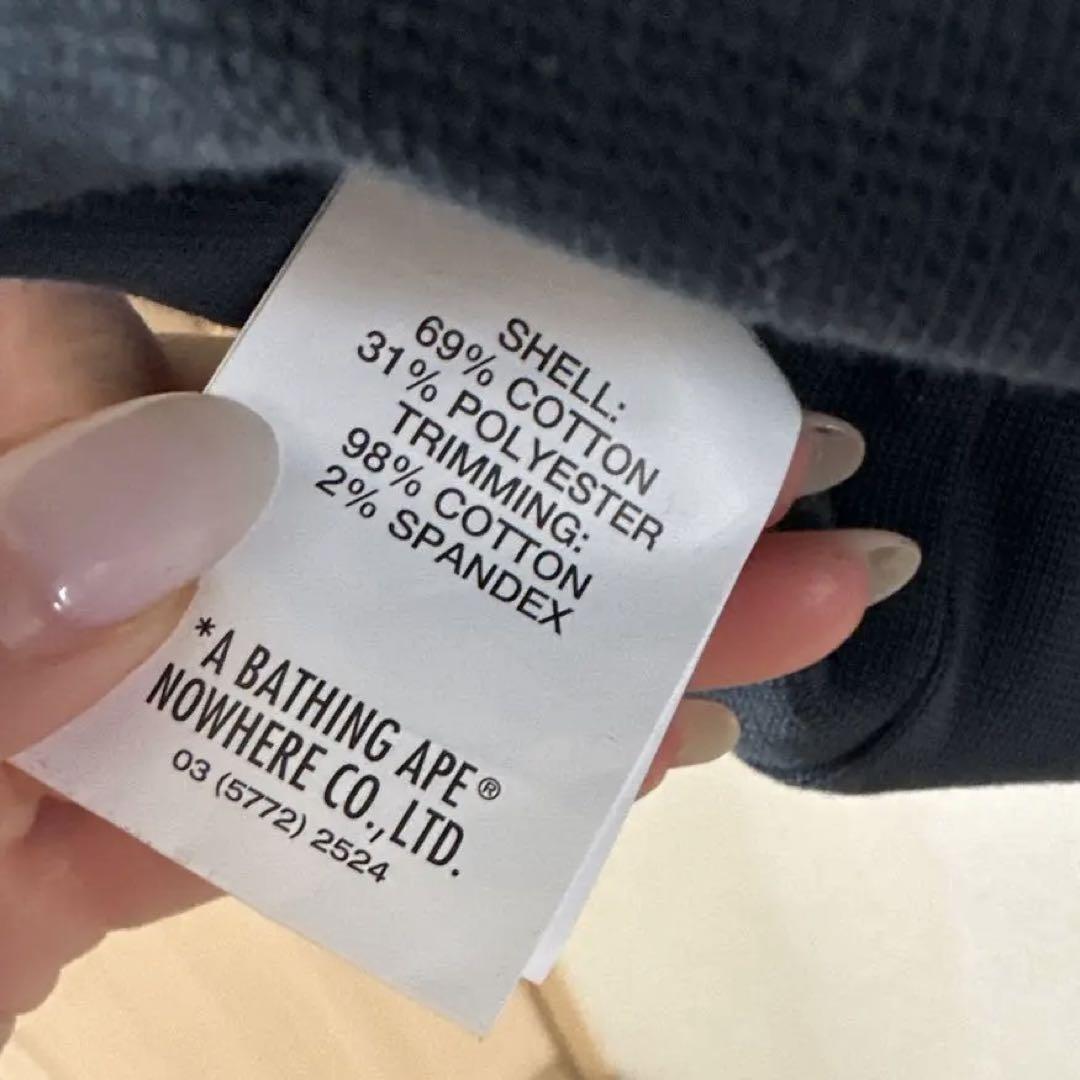 SHELL:
69% COTTON
31% POLYESTER
TRIMMING:
98% COTTON
2% SPANDEX
*A BATHING APE®
NOWHERE CO., LTD.
03 (5772) 2524